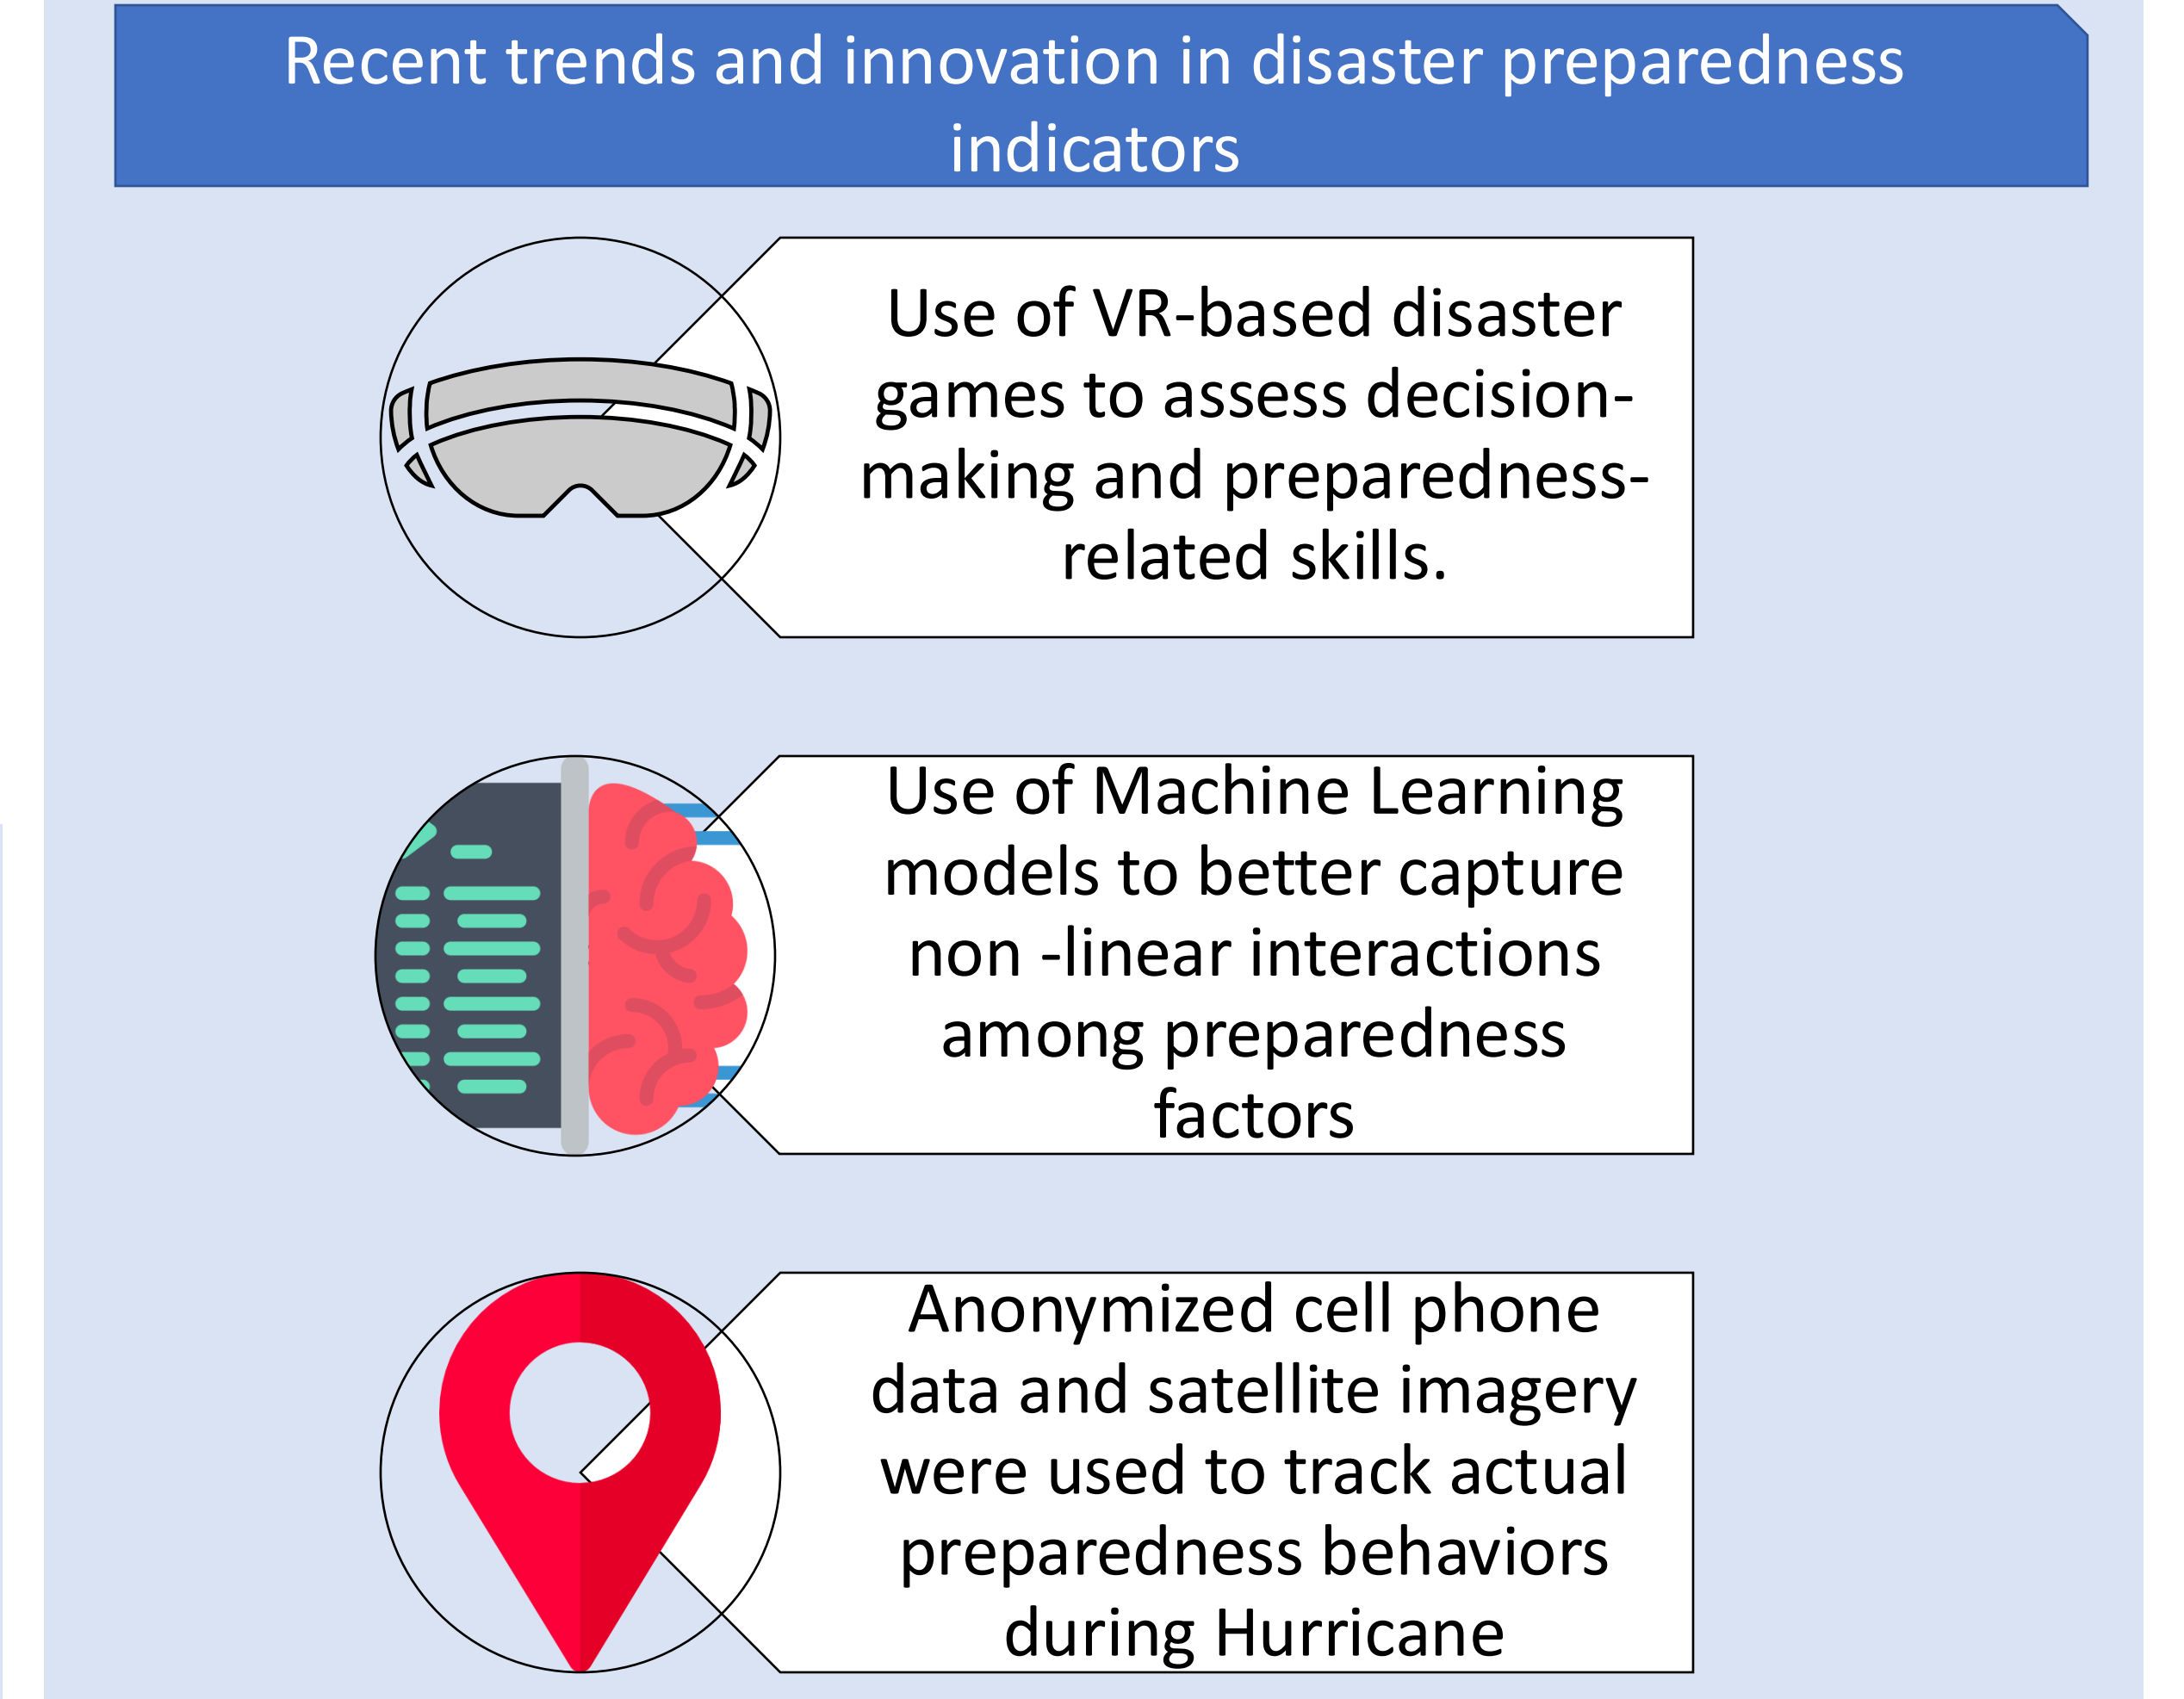 Recent trends and innovation in disaster preparedness
indicators
Use of VR-based disaster
games to assess decision-
making and preparedness-
related skills.
Use of Machine Learning
models to better capture
non -linear interactions
among preparedness
factors
Anonymized cell phone
data and satellite imagery
were used to track actual
preparedness behaviors
during Hurricane